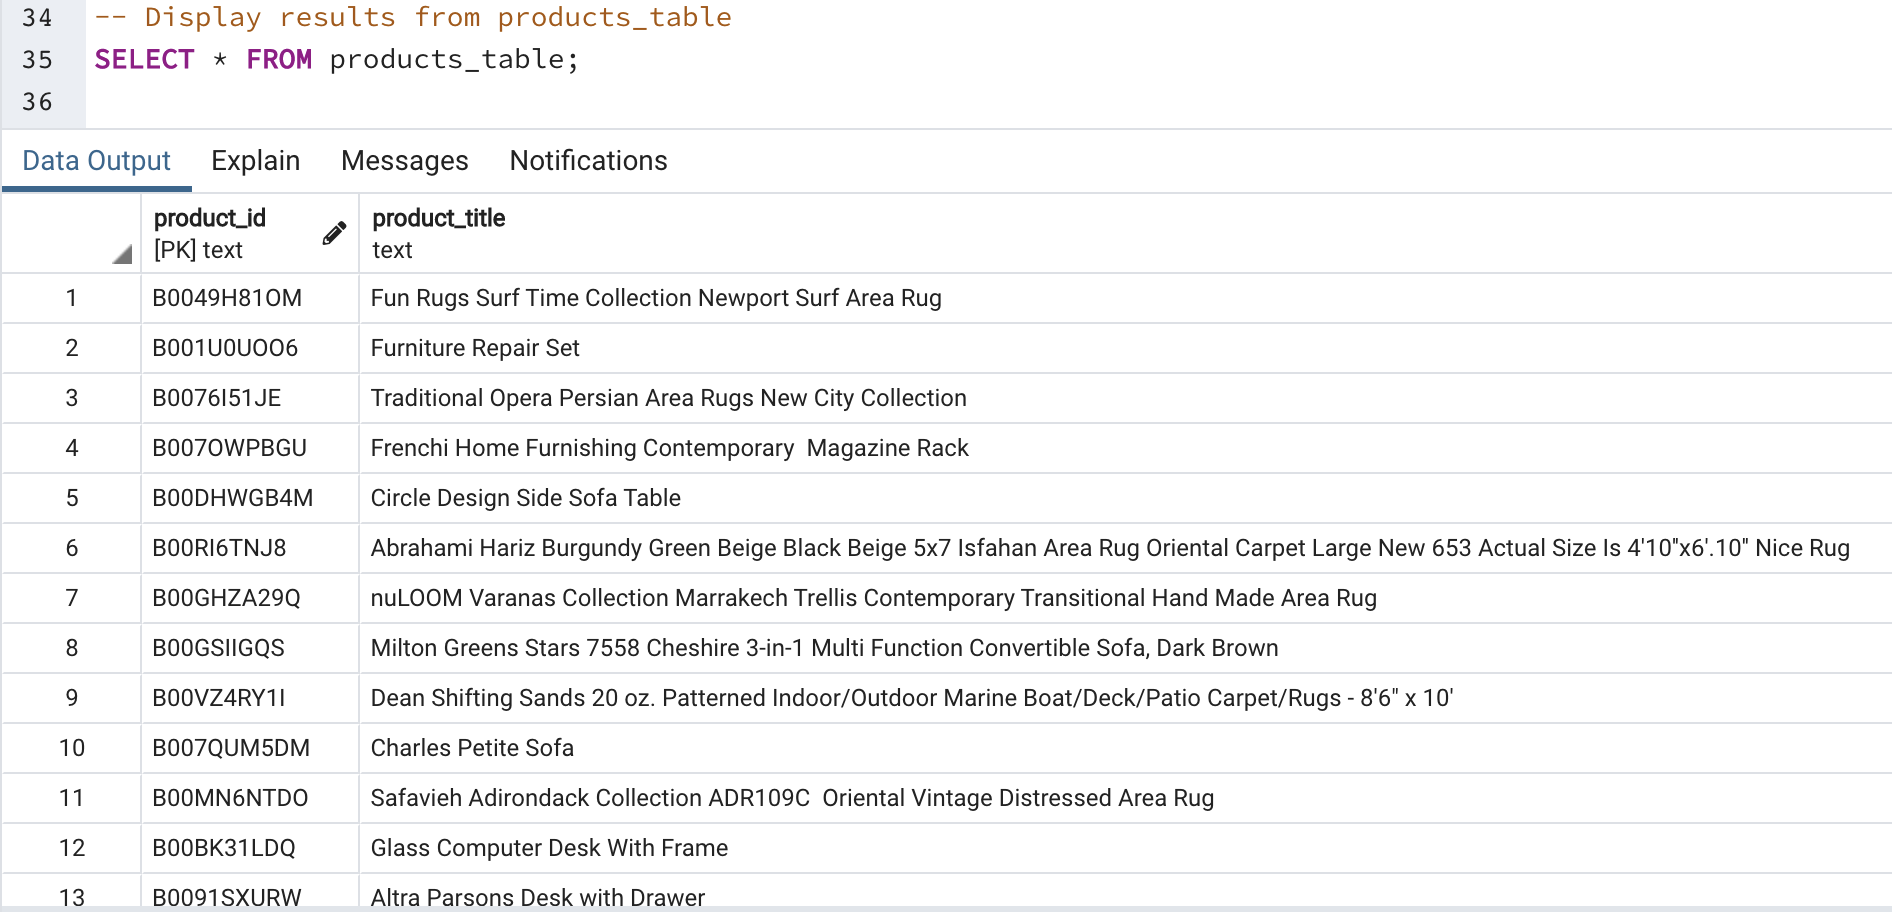 34 -- Display results from products_table
35 SELECT * FROM products_table;
36
Data Output Explain Messages Notifications
product_id product_title
[PK] text text
1 B0049H81OM Fun Rugs Surf Time Collection Newport Surf Area Rug
2 B001U0UOO6 Furniture Repair Set
3 B0076I51JE Traditional Opera Persian Area Rugs New City Collection
4 B007OWPBGU Frenchi Home Furnishing Contemporary  Magazine Rack
5 B00DHWGB4M Circle Design Side Sofa Table
6 B00RI6TNJ8 Abrahami Hariz Burgundy Green Beige Black Beige 5x7 Isfahan Area Rug Oriental Carpet Large New 653 Actual Size Is 4'10"x6'.10" Nice Rug
7 B00GHZA29Q nuLOOM Varanas Collection Marrakech Trellis Contemporary Transitional Hand Made Area Rug
8 B00GSIIGQS Milton Greens Stars 7558 Cheshire 3-in-1 Multi Function Convertible Sofa, Dark Brown
9 B00VZ4RY1I Dean Shifting Sands 20 oz. Patterned Indoor/Outdoor Marine Boat/Deck/Patio Carpet/Rugs - 8'6" x 10'
10 B007QUM5DM Charles Petite Sofa
11 B00MN6NTDO Safavieh Adirondack Collection ADR109C  Oriental Vintage Distressed Area Rug
12 B00BK31LDQ Glass Computer Desk With Frame
13 B0091SXURW Altra Parsons Desk with Drawer